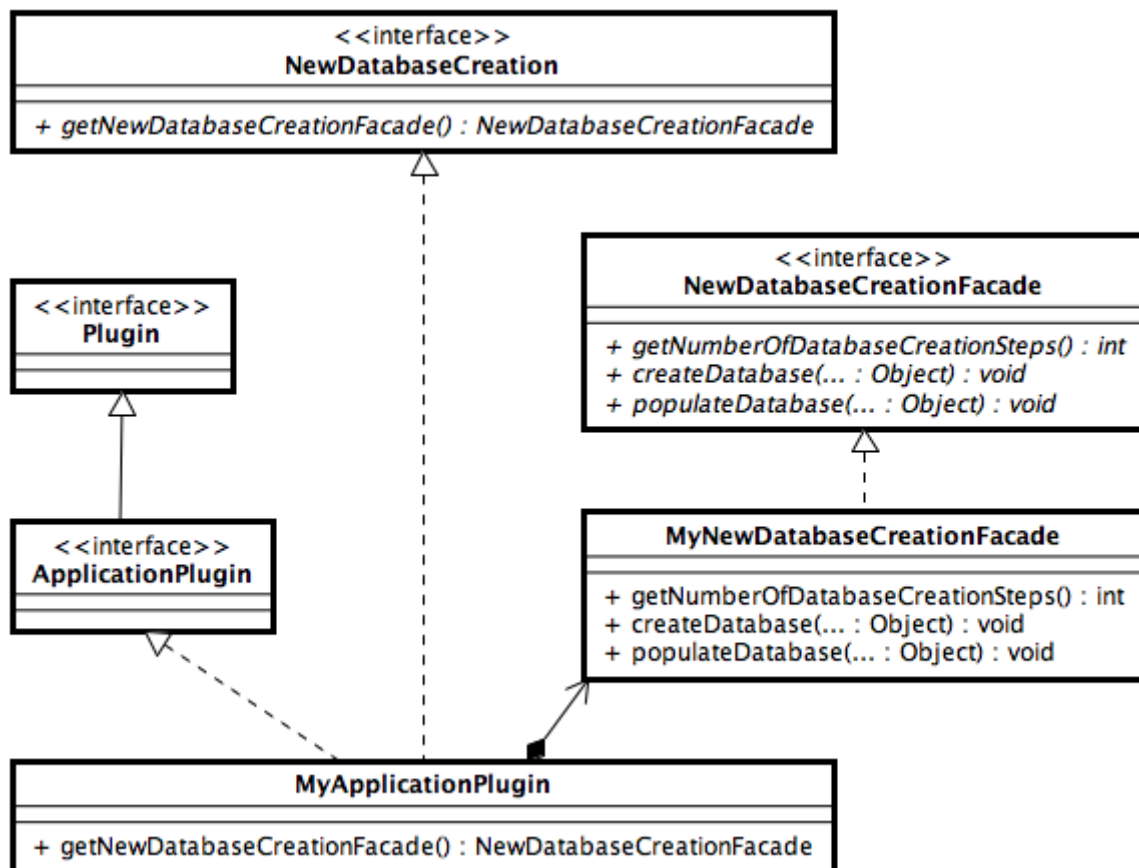 <<interface>>
NewDatabaseCreation
+ getNewDatabaseCreationFacade() : NewDatabaseCreationFacade
<<interface>>
NewDatabaseCreationFacade
+ getNumberOfDatabaseCreationSteps() : int
+ createDatabase(... : Object) : void
+ populateDatabase(... : Object) : void
<<interface>>
Plugin
<<interface>>
ApplicationPlugin
MyNewDatabaseCreationFacade
+ getNumberOfDatabaseCreationSteps() : int
+ createDatabase(... : Object) : void
+ populateDatabase(... : Object) : void
MyApplicationPlugin
+ getNewDatabaseCreationFacade() : NewDatabaseCreationFacade